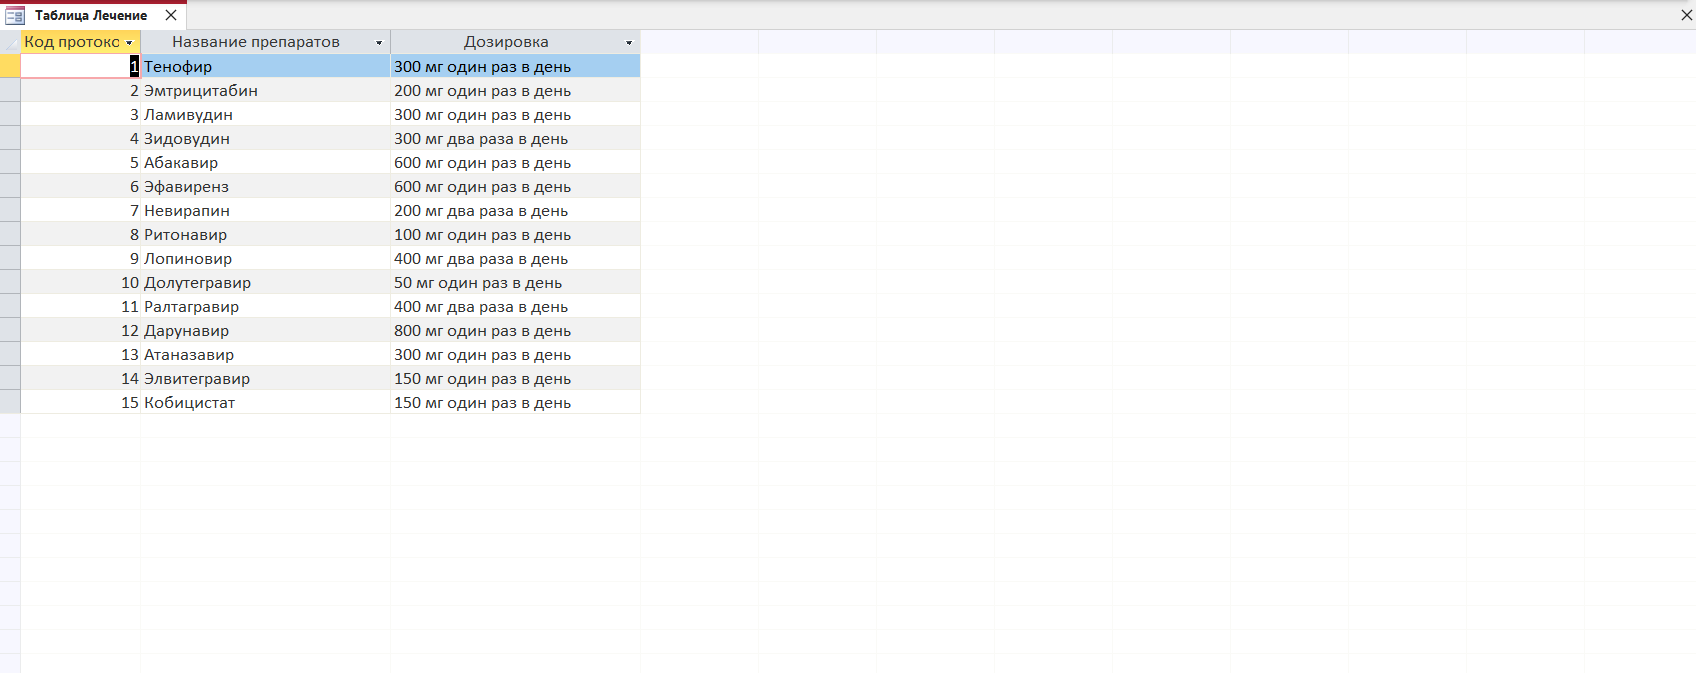 Таблица Лечение
Код протоко Название препаратов Дозировка
1 Тенофир 300 мг один раз в день
2 Эмтрицитабин 200 мг один раз в день
3 Ламивудин 300 мг один раз в день
4 Зидовудин 300 мг два раза в день
5 Абакавир 600 мг один раз в день
6 Эфавиренз 600 мг один раз в день
7 Невирапин 200 мг два раза в день
8 Ритонавир 100 мг один раз в день
9 Лопиновир 400 мг два раза в день
10 Долутегравир 50 мг один раз в день
11 Ралтагравир 400 мг два раза в день
12 Дарунавир 800 мг один раз в день
13 Атаназавир 300 мг один раз в день
14 Элвитегравир 150 мг один раз в день
15 Кобицистат 150 мг один раз в день